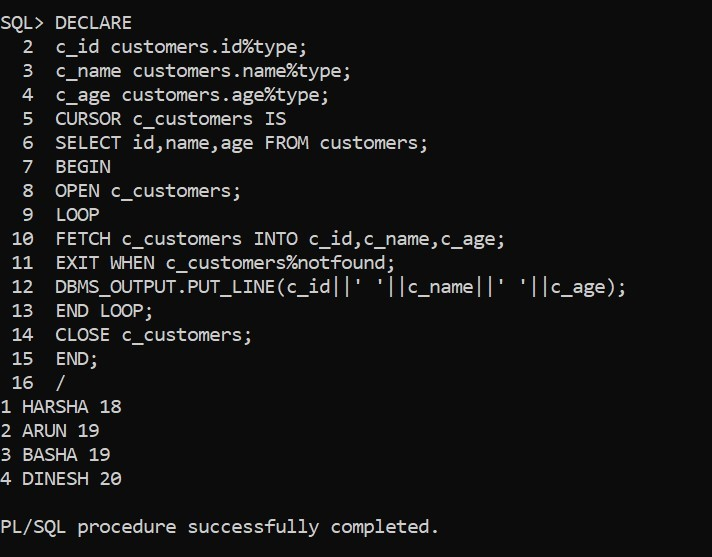 SQL> DECLARE
2 c_id customers.id%type;
3 c_name customers.name%type;
4 c_age customers.age%type;
5 CURSOR c_customers IS
6 SELECT id,name,age FROM customers;
7 BEGIN
8 OPEN c_customers;
9 LOOP
10 FETCH c_customers INTO c_id,c_name,c_age;
11 EXIT WHEN c_customers%notfound;
12 DBMS_OUTPUT.PUT_LINE(c_id||' '||c_name||' '||c_age);
13 END LOOP;
14 CLOSE c_customers;
15 END;
16 /
1 HARSHA 18
2 ARUN 19
3 BASHA 19
4 DINESH 20
PL/SQL procedure successfully completed.